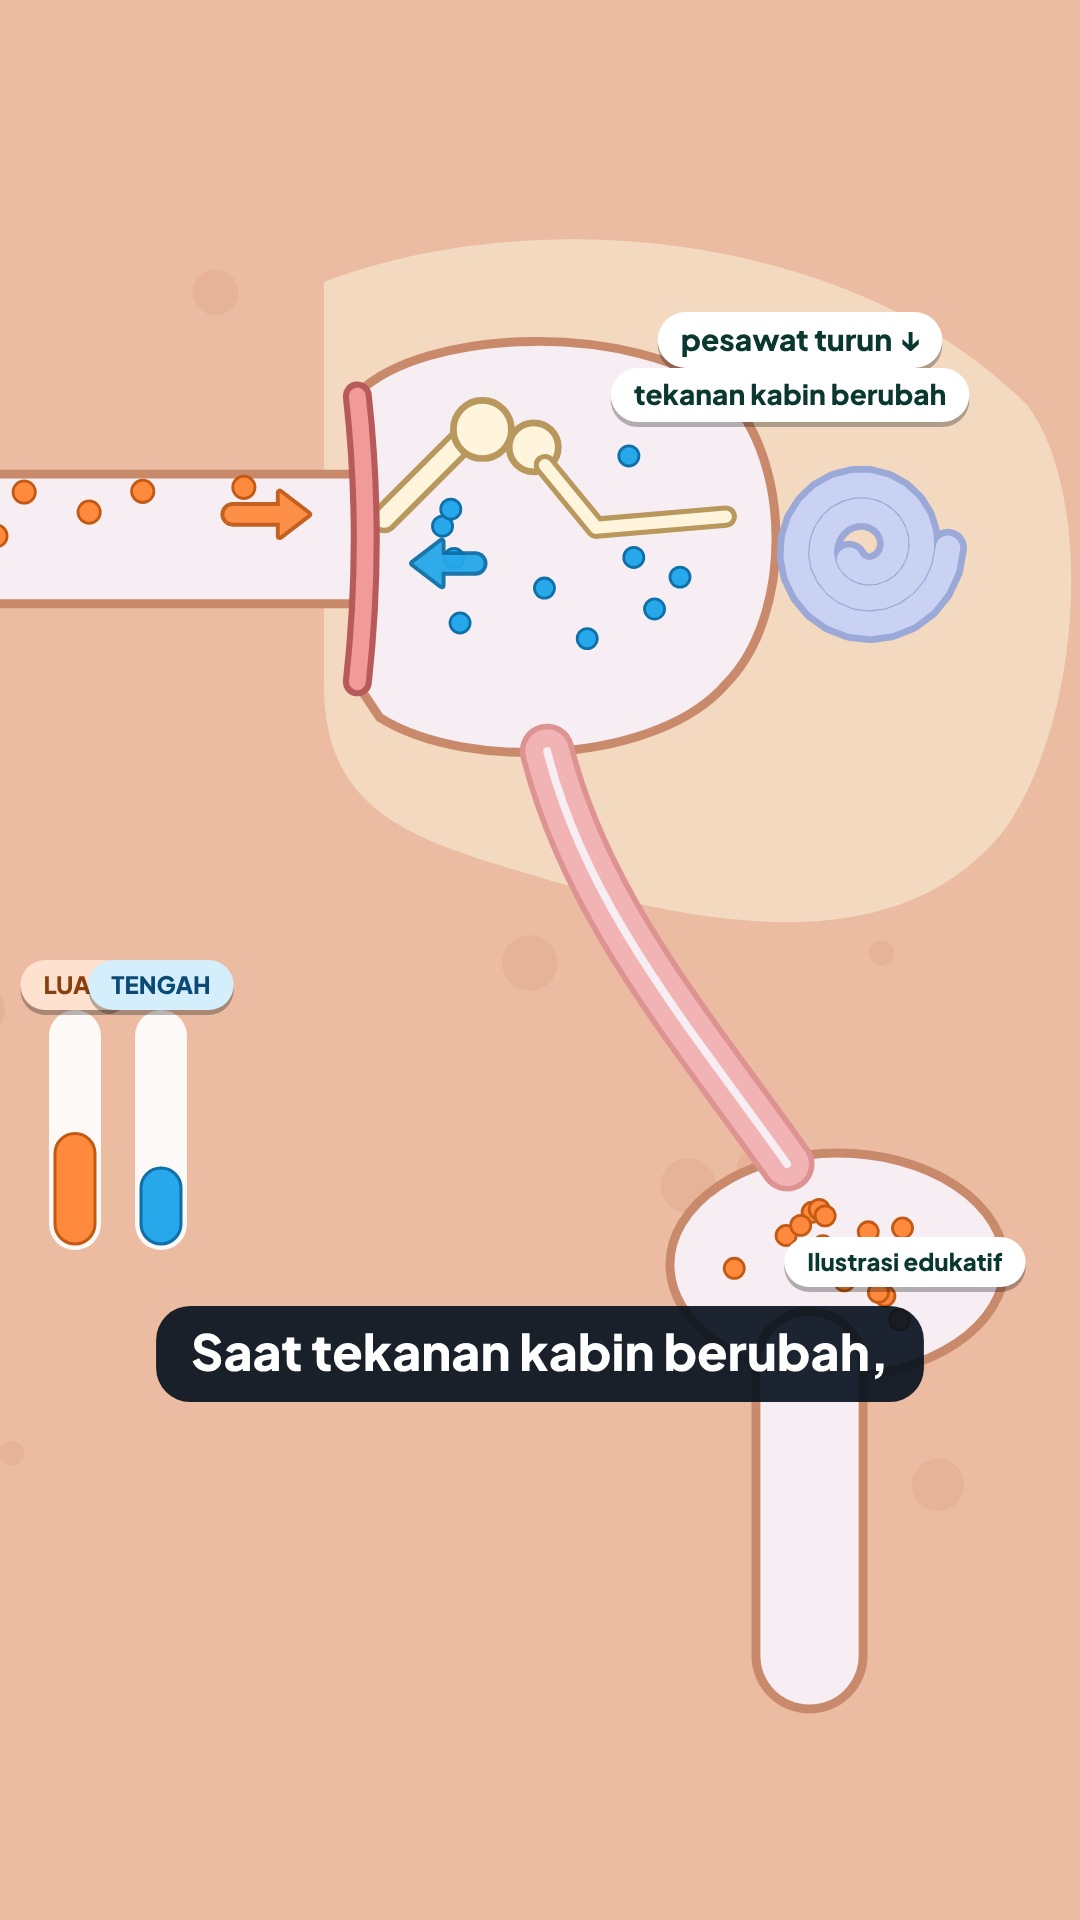 pesawat turun ↓
tekanan kabin berubah
LUA
TENGAH
Ilustrasi edukatif
Saat tekanan kabin berubah,